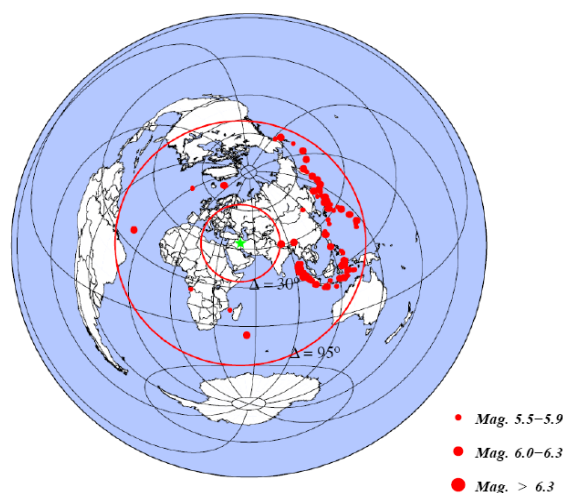 Δ = 30°
Δ = 95°
Mag. 5.5−5.9
Mag. 6.0−6.3
Mag. > 6.3